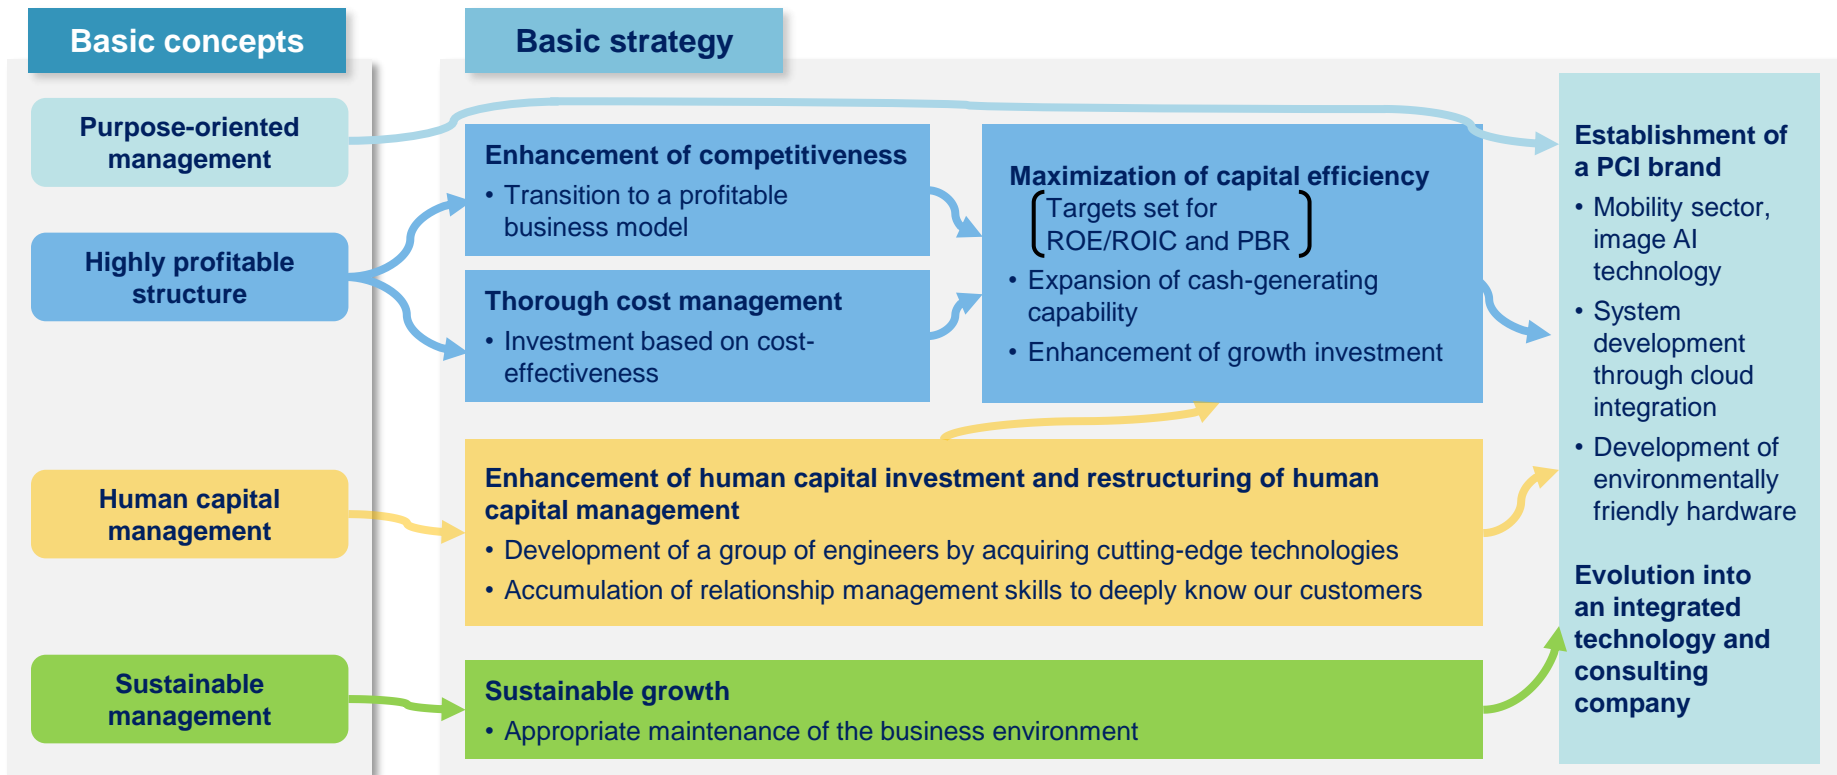 Basic concepts
Basic strategy
Purpose-oriented
management
Highly profitable
structure
Human capital
management
Sustainable
management
Enhancement of competitiveness
• Transition to a profitable
business model
Thorough cost management
• Investment based on cost-
effectiveness
Maximization of capital efficiency
Targets set for
ROE/ROIC and PBR
• Expansion of cash-generating
capability
• Enhancement of growth investment
Enhancement of human capital investment and restructuring of human
capital management
• Development of a group of engineers by acquiring cutting-edge technologies
• Accumulation of relationship management skills to deeply know our customers
Sustainable growth
• Appropriate maintenance of the business environment
Establishment of
a PCI brand
• Mobility sector,
image AI
technology
• System
development
through cloud
integration
• Development of
environmentally
friendly hardware
Evolution into
an integrated
technology and
consulting
company